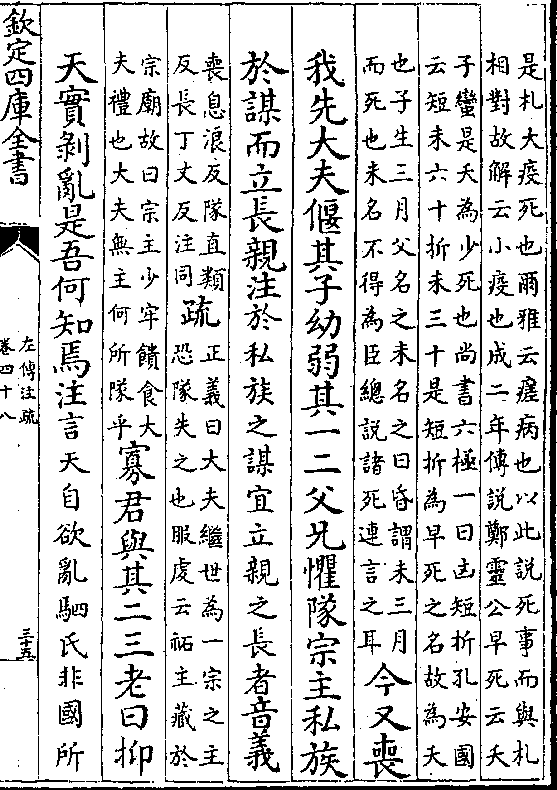 是札大疫死也爾雅云瘥病也以此說死事而與札
相對故解云小疫也成二年傳說鄭靈公早死云夭
子蠻是夭為少死也尚書六極一曰凶短折孔安國
云短未六十折未三十是短折為早死之名故為夭
也子生三月父名之未名之曰昏謂未三月
而死也未名不得為臣總說諸死連言之耳
今又喪
我先大夫偃其子幼弱其一二父兄懼隊宗主私族
於謀而立長親注於私族之謀宜立親之長者音義
喪息浪反隊直類
反長丁丈反注同
疏
正義曰大夫繼世為一宗之主
恐隊失之也服虔云祏主藏於
宗廟故曰宗主少牢饋食大
夫禮也大夫無主何所隊乎
寡君與其二三老曰抑
天實剥亂是吾何知焉注言天自欲亂駟氏非國所
欽定四庫全書
左傳注疏
卷四十八
三十五